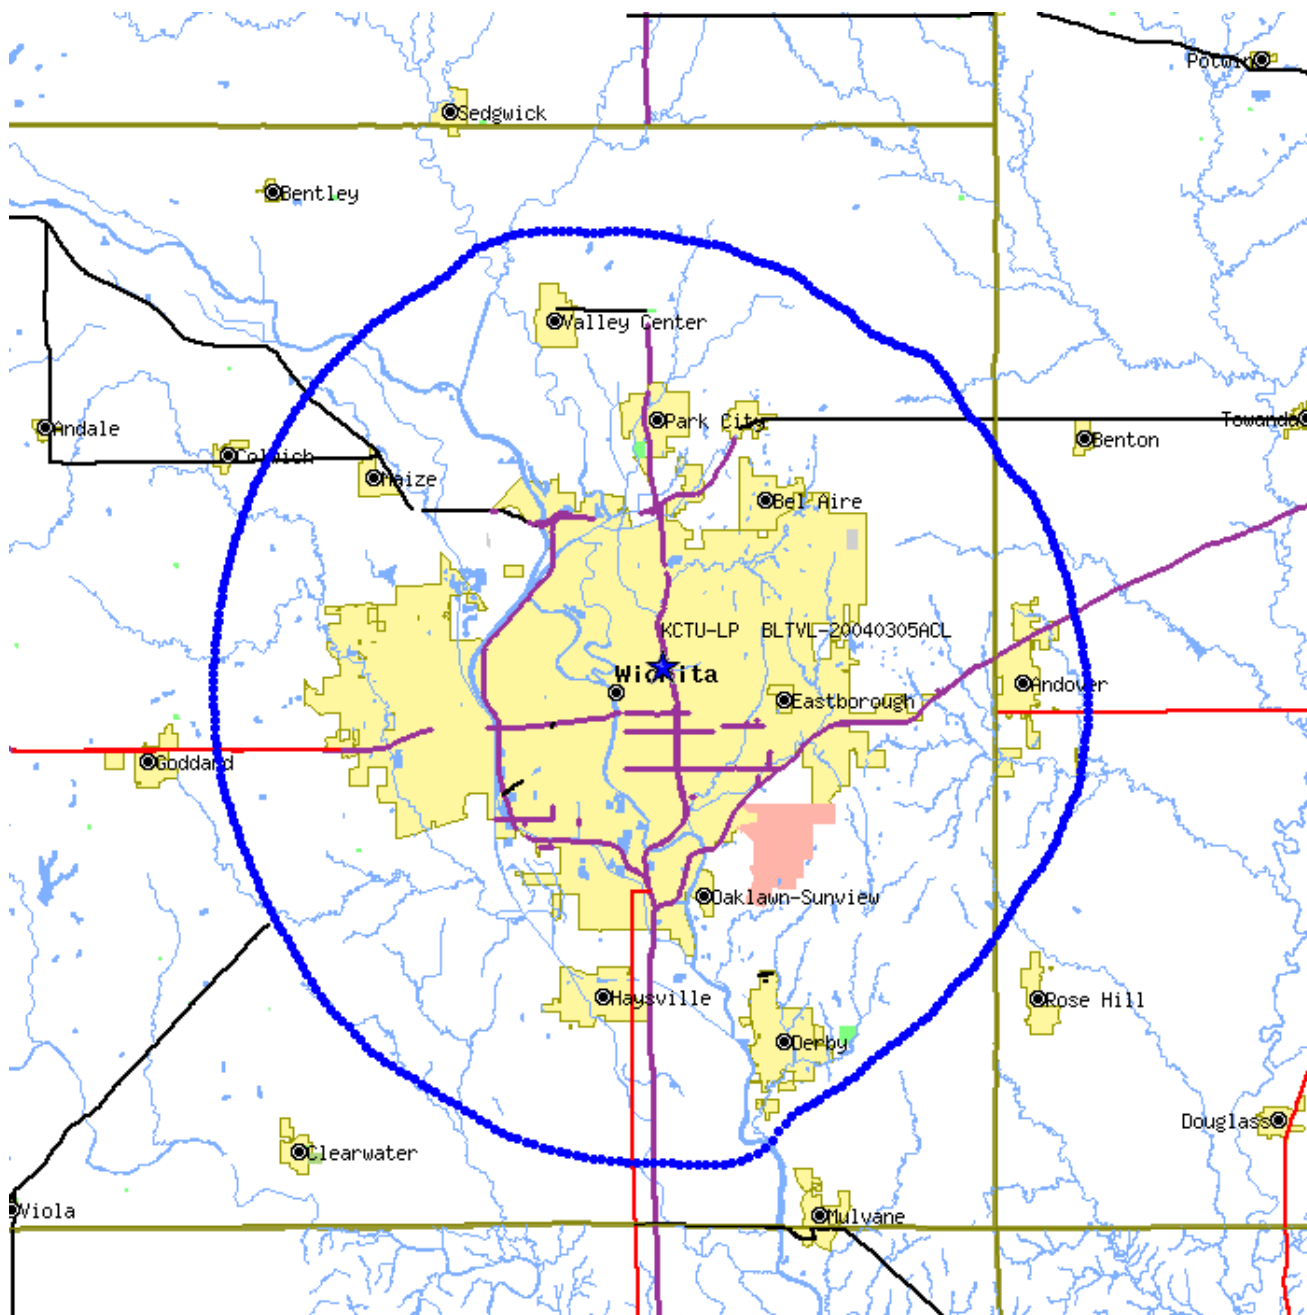 Potwin
Sedgwick
Bentley
Valley Center
Park City
Towanda
Andale
Benton
Colwich
Maize
Bel Aire
KCTU-LP BLTVL-20040305ACL
Wichita
Andover
Eastborough
Goddard
Oaklawn-Sunview
Haysville
Rose Hill
Derby
Douglass
Clearwater
Viola
Mulvane